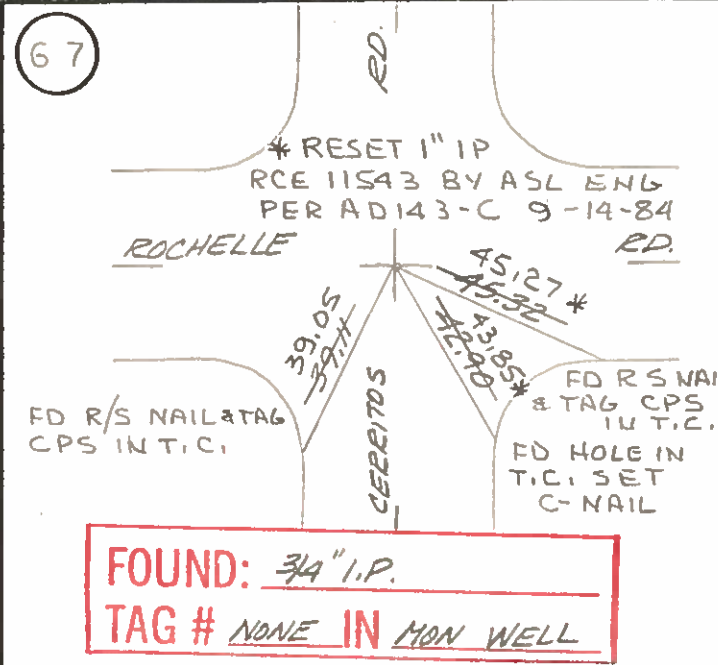 67
RD.
* RESET 1" IP
RCE 11543 BY ASL ENG
PER AD143-C 9-14-84
ROCHELLE
RD.
45.27
45.32 *
39.05
39.11
43.85
42.90 *
CERRITOS
FD R/S NAIL & TAG
CPS IN T.C.
FD R S NAI
& TAG CPS
IN T.C.
FD HOLE IN
T.C. SET
C-NAIL
FOUND: 3/4" I.P.
TAG # NONE IN MON WELL